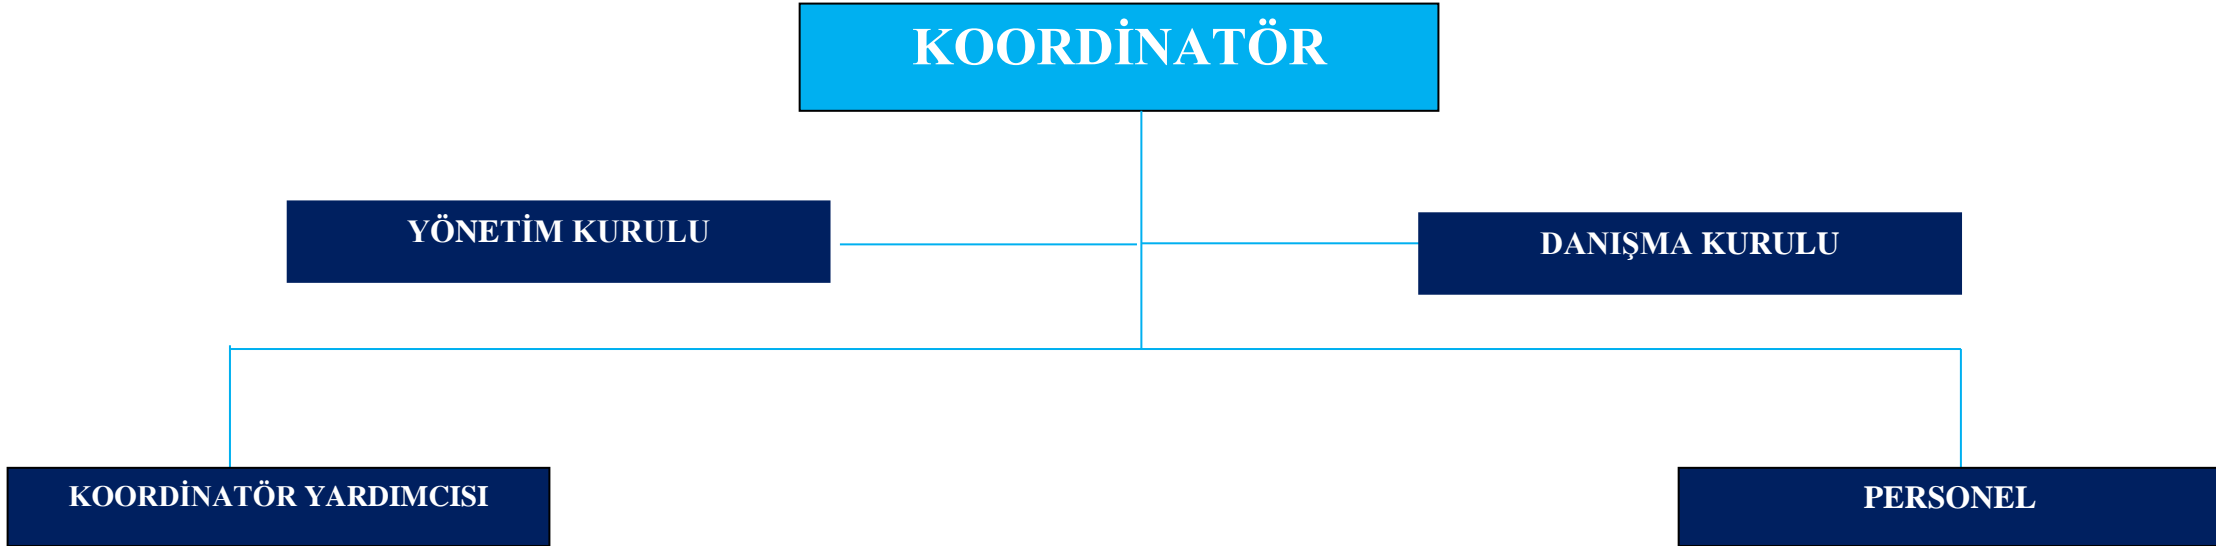 KOORDİNATÖR
YÖNETİM KURULU
DANIŞMA KURULU
KOORDİNATÖR YARDIMCISI
PERSONEL